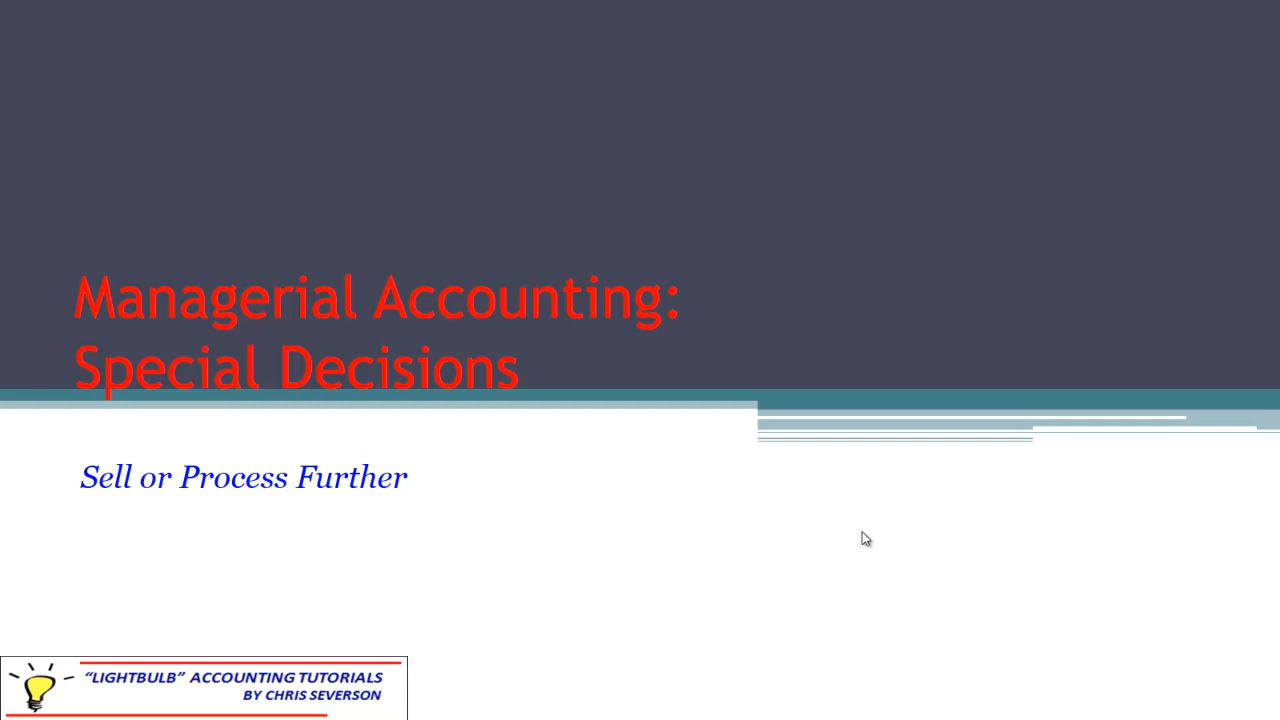 Managerial Accounting:
Special Decisions
Sell or Process Further
“LIGHTBULB” ACCOUNTING TUTORIALS
BY CHRIS SEVERSON